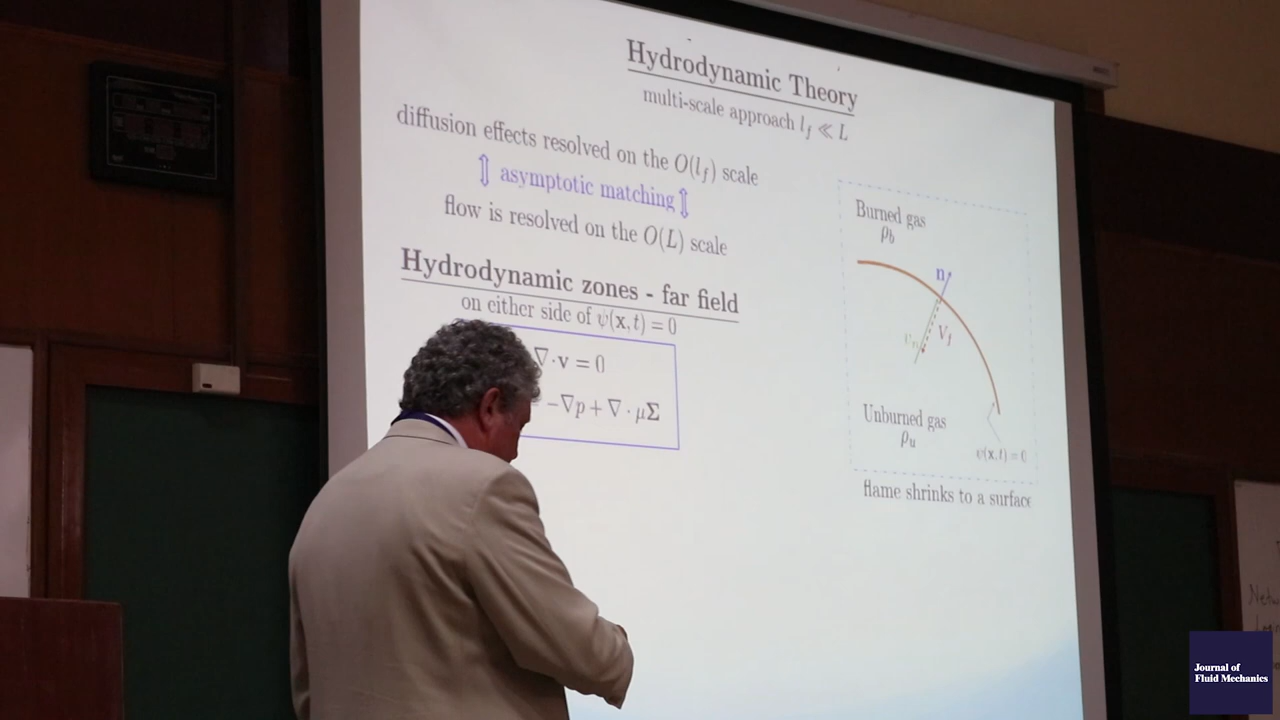 Hydrodynamic Theory
multi-scale approach l_f ≪ L
diffusion effects resolved on the O(l_f) scale
⇕ asymptotic matching ⇕
flow is resolved on the O(L) scale
Hydrodynamic zones - far field
on either side of ψ(x, t) = 0
∇ · v = 0
−∇p + ∇ · μΣ
Burned gas
ρ_b
n
V_f
Unburned gas
ρ_u
ψ(x, t) = 0
flame shrinks to a surface
Journal of
Fluid Mechanics